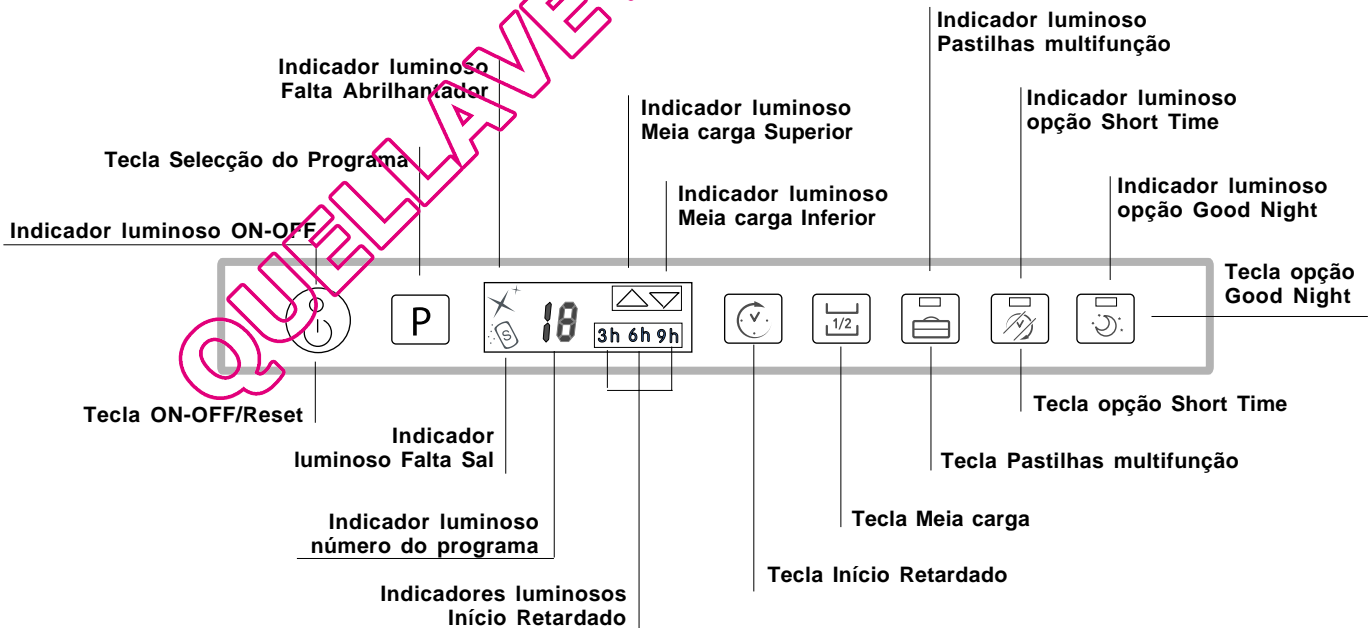 Indicador luminoso
Pastilhas multifunção
Indicador luminoso
Falta Abrilhantador
Indicador luminoso
Meia carga Superior
Indicador luminoso
opção Short Time
Tecla Selecção do Programa
Indicador luminoso
Meia carga Inferior
Indicador luminoso
opção Good Night
Indicador luminoso ON-OFF
Tecla opção
Good Night
P
S
18
3h 6h 9h
1/2
Tecla ON-OFF/Reset
Tecla opção Short Time
Indicador
luminoso Falta Sal
Tecla Pastilhas multifunção
Indicador luminoso
número do programa
Tecla Meia carga
Tecla Início Retardado
Indicadores luminosos
Início Retardado
QUELLAVE